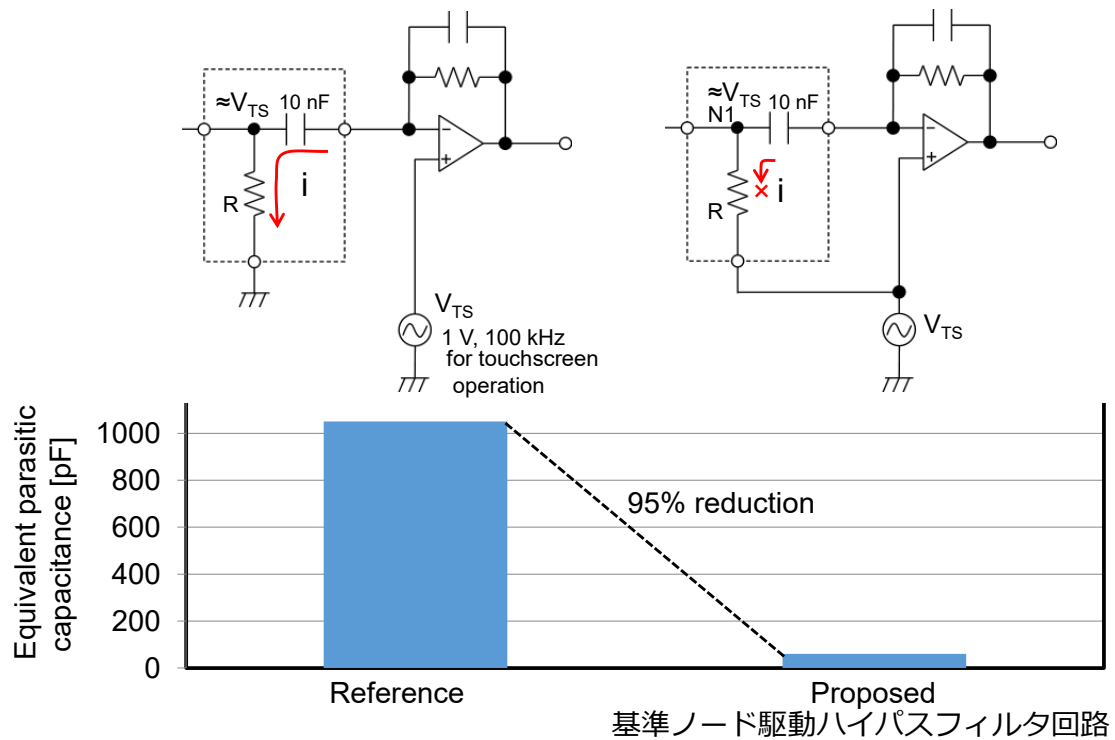 ≈VTS 10 nF
i
R
VTS
1 V, 100 kHz
for touchscreen
operation
≈VTS 10 nF
N1
i
R
VTS
Equivalent parasitic
capacitance [pF]
1000
800
600
400
200
0
95% reduction
Reference
Proposed
基準ノード駆動ハイパスフィルタ回路